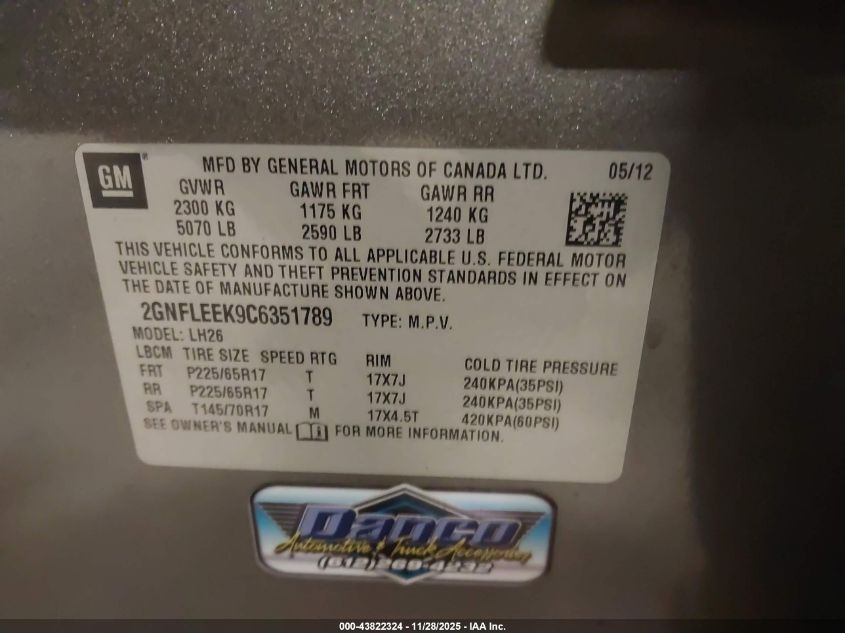 GM
MFD BY GENERAL MOTORS OF CANADA LTD. 05/12
GVWR GAWR FRT GAWR RR
2300 KG 1175 KG 1240 KG
5070 LB 2590 LB 2733 LB
THIS VEHICLE CONFORMS TO ALL APPLICABLE U.S. FEDERAL MOTOR
VEHICLE SAFETY AND THEFT PREVENTION STANDARDS IN EFFECT ON
THE DATE OF MANUFACTURE SHOWN ABOVE.
2GNFLEEK9C6351789 TYPE: M.P.V.
MODEL: LH26
LBCM TIRE SIZE SPEED RTG RIM COLD TIRE PRESSURE
FRT P225/65R17 T 17X7J 240KPA(35PSI)
RR P225/65R17 T 17X7J 240KPA(35PSI)
SPA T145/70R17 M 17X4.5T 420KPA(60PSI)
SEE OWNER'S MANUAL FOR MORE INFORMATION.
Danco
Automotive & Truck Accessories
000-43822324 — 11/28/2025 — IAA Inc.